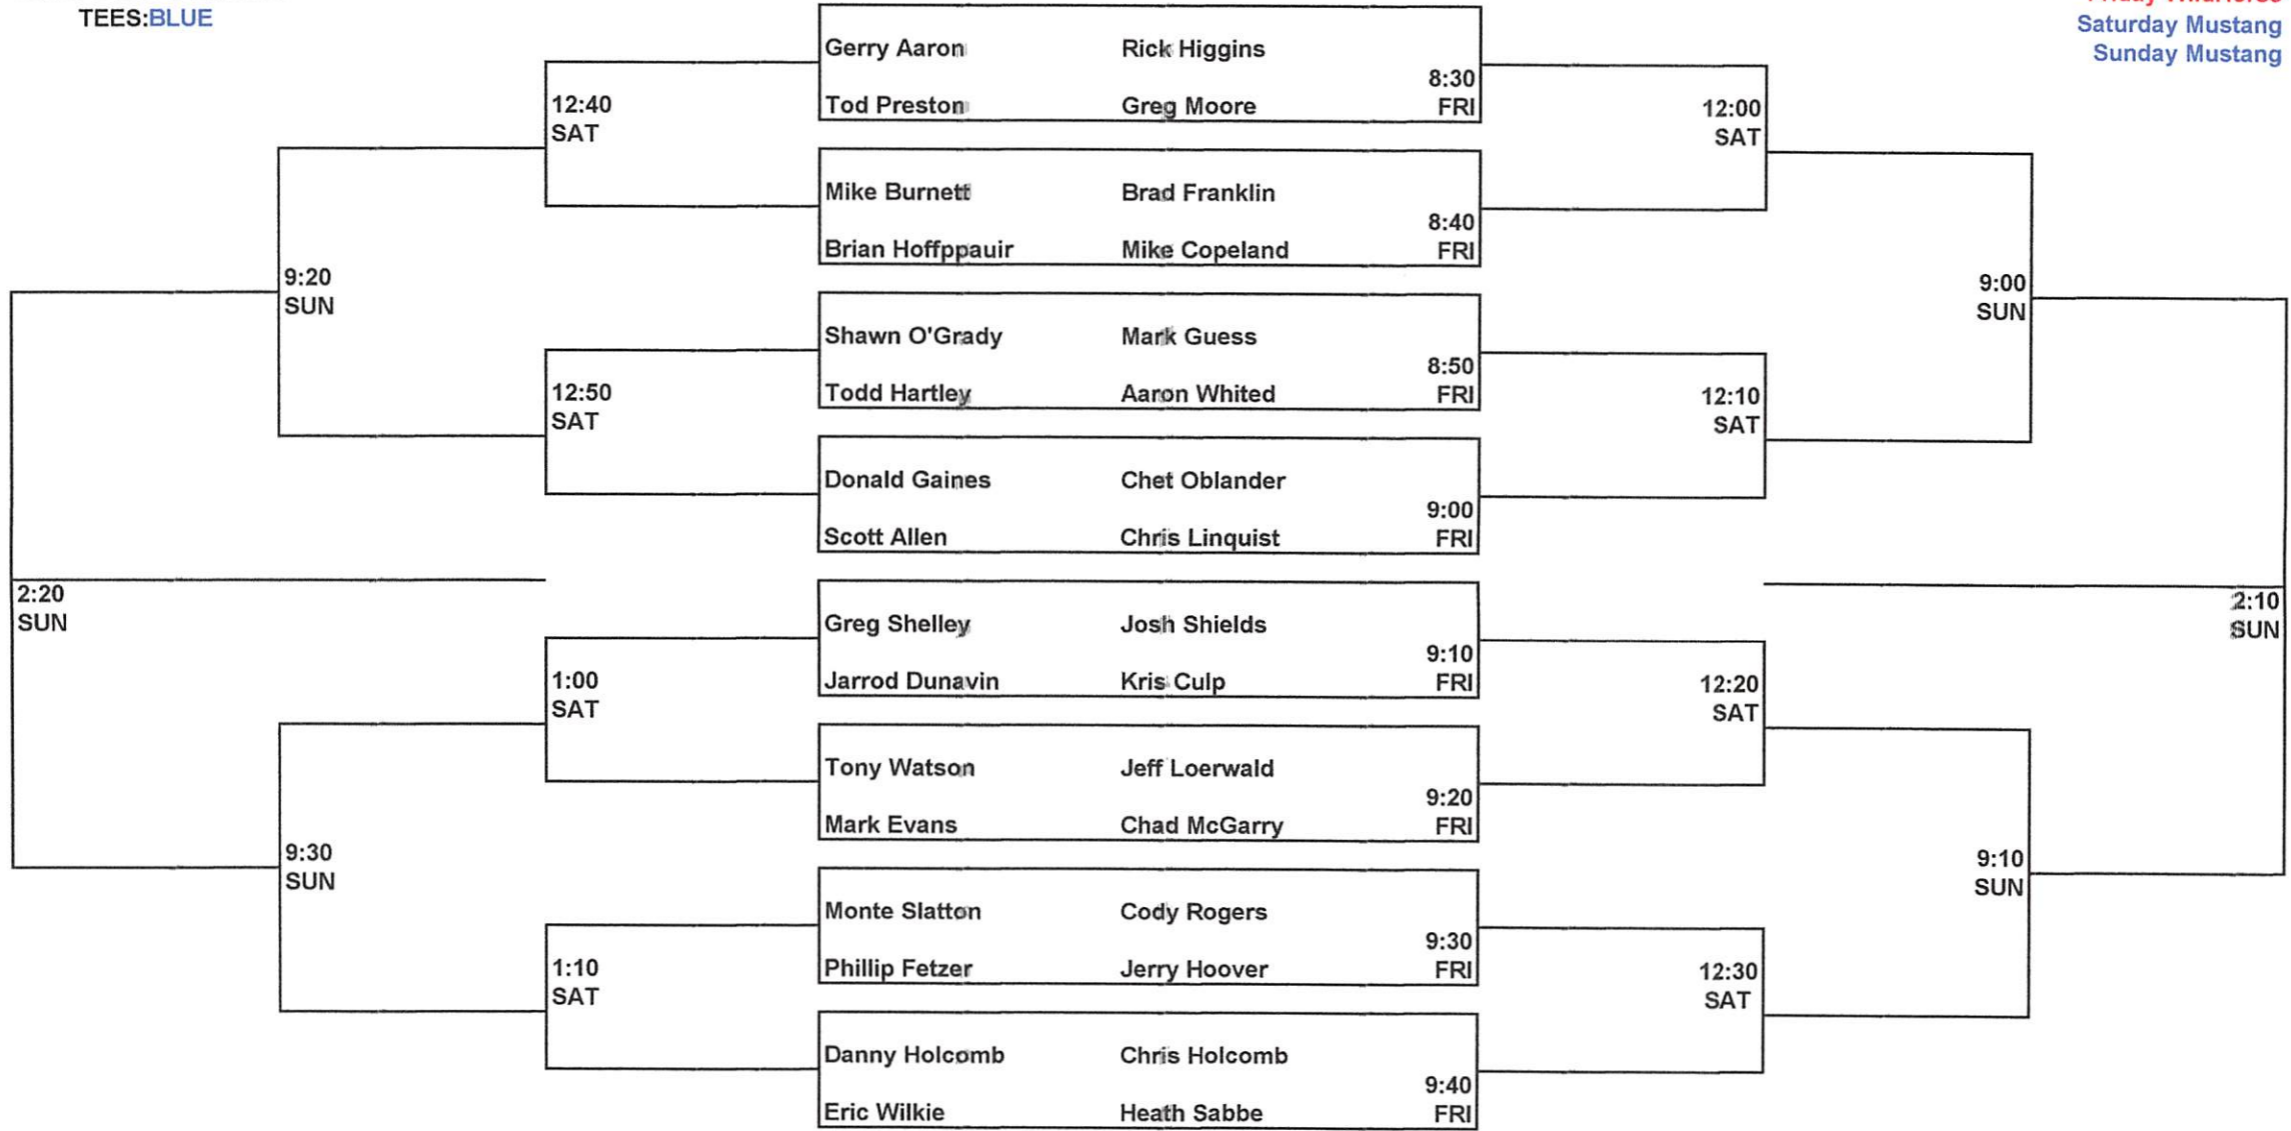 TEES:BLUE
Saturday Mustang
Sunday Mustang
Gerry Aaron Rick Higgins
8:30
Tod Preston Greg Moore FRI
12:40
SAT
12:00
SAT
Mike Burnett Brad Franklin
8:40
Brian Hoffppauir Mike Copeland FRI
9:20
SUN
9:00
SUN
Shawn O'Grady Mark Guess
8:50
Todd Hartley Aaron Whited FRI
12:50
SAT
12:10
SAT
Donald Gaines Chet Oblander
9:00
Scott Allen Chris Linquist FRI
2:20
SUN
2:10
SUN
Greg Shelley Josh Shields
9:10
Jarrod Dunavin Kris Culp FRI
1:00
SAT
12:20
SAT
Tony Watson Jeff Loerwald
9:20
Mark Evans Chad McGarry FRI
9:30
SUN
9:10
SUN
Monte Slatton Cody Rogers
9:30
Phillip Fetzer Jerry Hoover FRI
1:10
SAT
12:30
SAT
Danny Holcomb Chris Holcomb
9:40
Eric Wilkie Heath Sabbe FRI